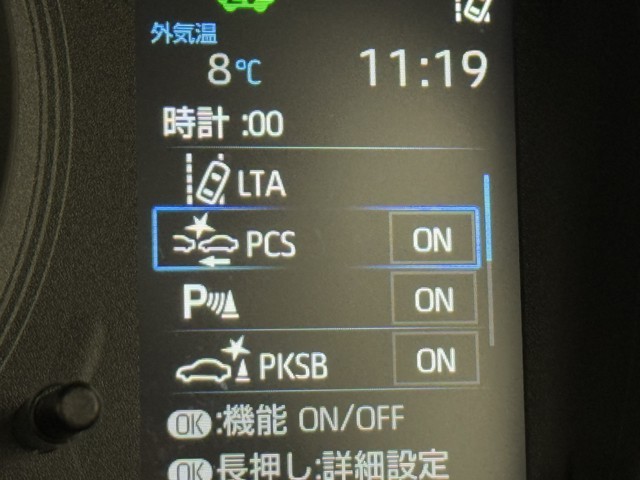 外気温
8℃ 11:19
時計 :00
LTA
PCS ON
P ON
PKSB ON
OK:機能 ON/OFF
OK長押し:詳細設定